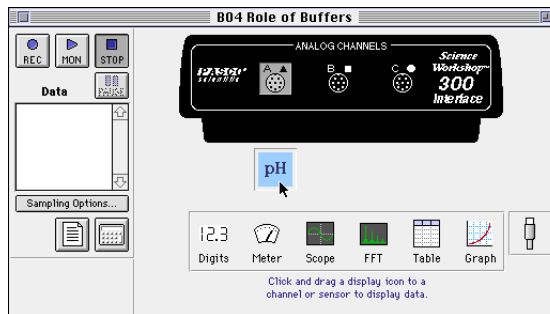 B04 Role of Buffers
REC
MON
STOP
Data
PAUSE
Sampling Options...
ANALOG CHANNELS
PASCO
scientific
A
B
C
Science
Workshop™
300
Interface
pH
12.3
Digits
Meter
Scope
FFT
Table
Graph
Click and drag a display icon to a
channel or sensor to display data.